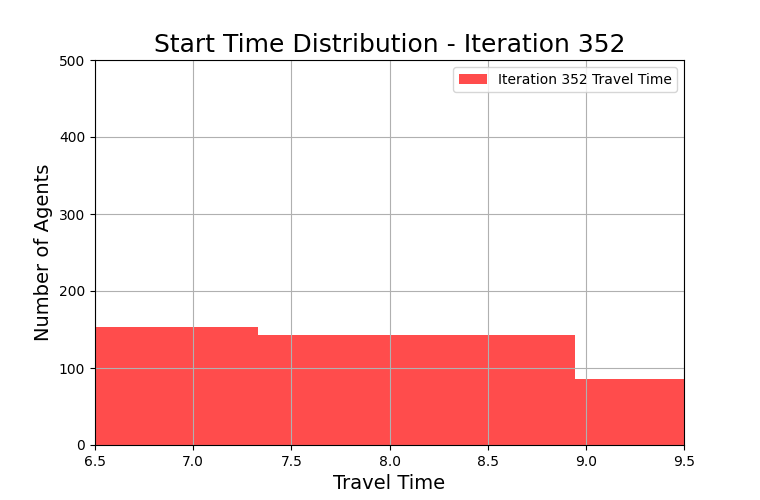 Start Time Distribution - Iteration 352
500
400
300
200
100
0
Number of Agents
Iteration 352 Travel Time
6.5 7.0 7.5 8.0 8.5 9.0 9.5
Travel Time